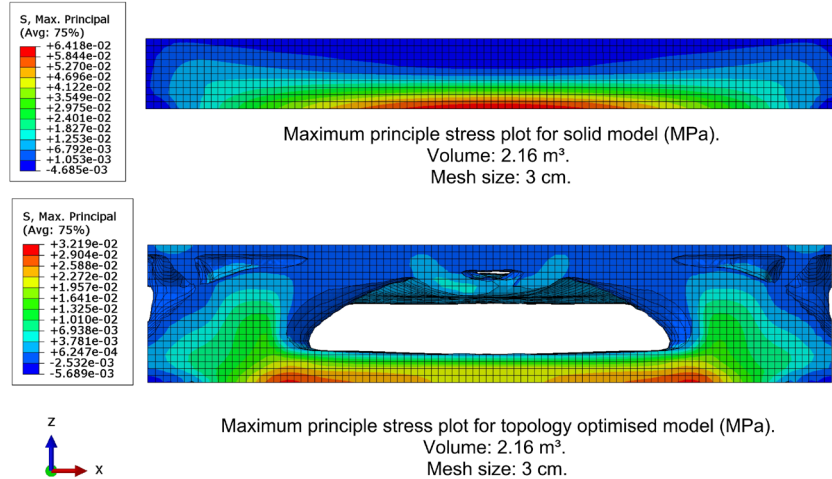 S, Max. Principal
(Avg: 75%)
+6.418e-02
+5.844e-02
+5.270e-02
+4.696e-02
+4.122e-02
+3.549e-02
+2.975e-02
+2.401e-02
+1.827e-02
+1.253e-02
+6.792e-03
+1.053e-03
-4.685e-03
Maximum principle stress plot for solid model (MPa).
Volume: 2.16 m³.
Mesh size: 3 cm.
S, Max. Principal
(Avg: 75%)
+3.219e-02
+2.904e-02
+2.588e-02
+2.272e-02
+1.957e-02
+1.641e-02
+1.325e-02
+1.010e-02
+6.938e-03
+3.781e-03
+6.247e-04
-2.532e-03
-5.689e-03
Maximum principle stress plot for topology optimised model (MPa).
Volume: 2.16 m³.
Mesh size: 3 cm.
Z
X